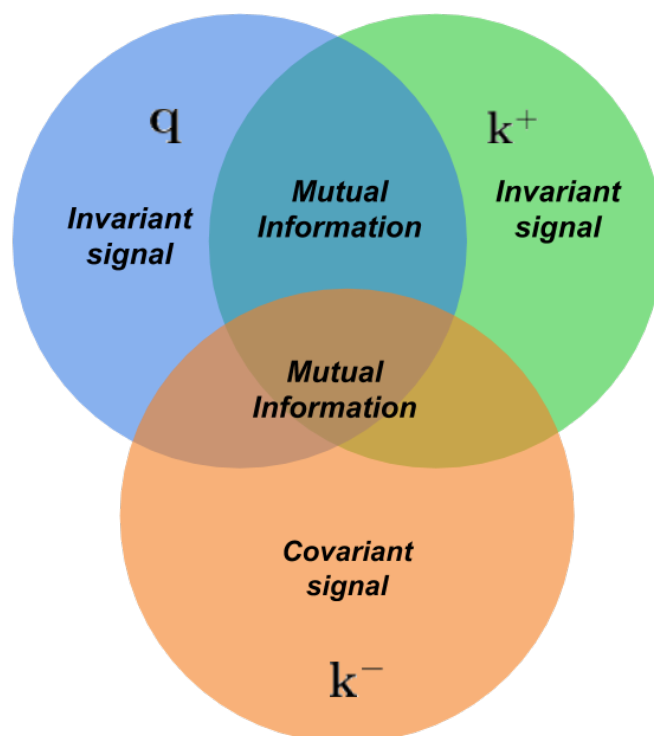 q
k⁺
Invariant
signal
Mutual
Information
Invariant
signal
Mutual
Information
Covariant
signal
k⁻